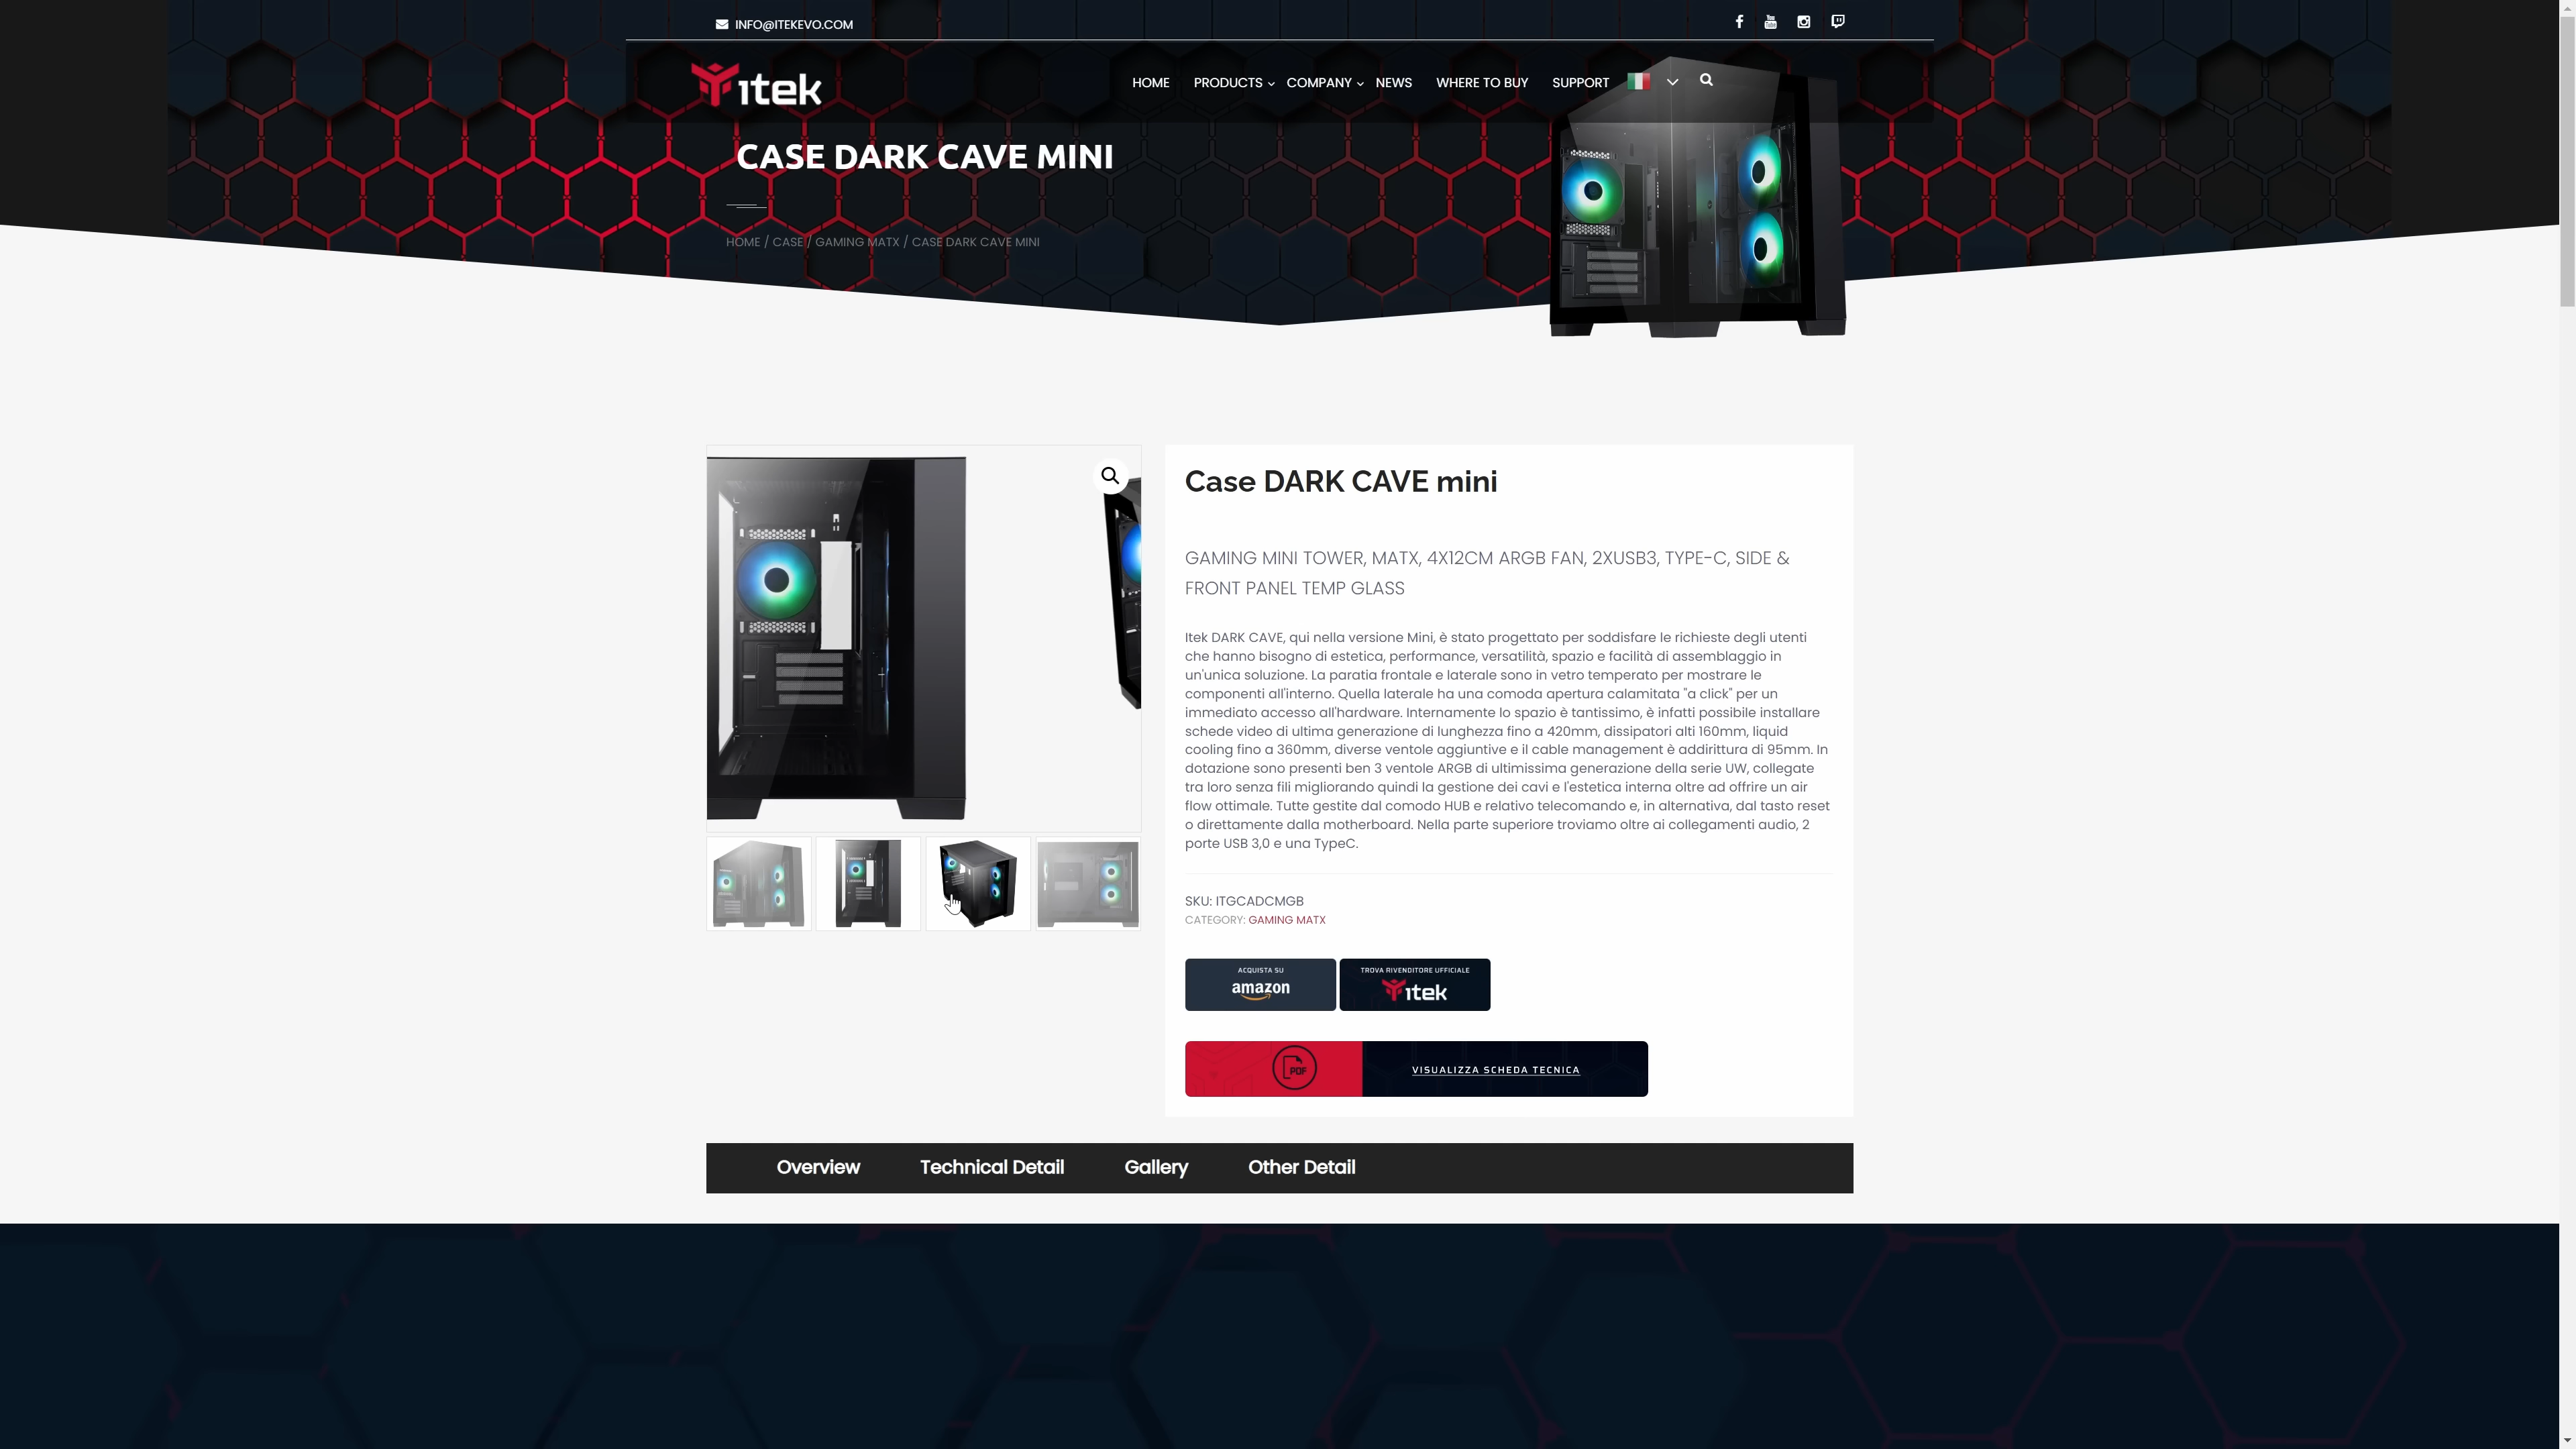 INFO@ITEKEVO.COM
itek
HOME PRODUCTS COMPANY NEWS WHERE TO BUY SUPPORT
CASE DARK CAVE MINI
HOME / CASE / GAMING MATX / CASE DARK CAVE MINI
Case DARK CAVE mini
GAMING MINI TOWER, MATX, 4X12CM ARGB FAN, 2XUSB3, TYPE-C, SIDE &
FRONT PANEL TEMP GLASS
Itek DARK CAVE, qui nella versione Mini, è stato progettato per soddisfare le richieste degli utenti
che hanno bisogno di estetica, performance, versatilità, spazio e facilità di assemblaggio in
un'unica soluzione. La paratia frontale e laterale sono in vetro temperato per mostrare le
componenti all'interno. Quella laterale ha una comoda apertura calamitata "a click" per un
immediato accesso all'hardware. Internamente lo spazio è tantissimo, è infatti possibile installare
schede video di ultima generazione di lunghezza fino a 420mm, dissipatori alti 160mm, liquid
cooling fino a 360mm, diverse ventole aggiuntive e il cable management è addirittura di 95mm. In
dotazione sono presenti ben 3 ventole ARGB di ultimissima generazione della serie UW, collegate
tra loro senza fili migliorando quindi la gestione dei cavi e l'estetica interna oltre ad offrire un air
flow ottimale. Tutte gestite dal comodo HUB e relativo telecomando e, in alternativa, dal tasto reset
o direttamente dalla motherboard. Nella parte superiore troviamo oltre ai collegamenti audio, 2
porte USB 3,0 e una TypeC.
SKU: ITGCADCMGB
CATEGORY: GAMING MATX
ACQUISTA SU
amazon
TROVA RIVENDITORE UFFICIALE
itek
PDF
VISUALIZZA SCHEDA TECNICA
Overview Technical Detail Gallery Other Detail